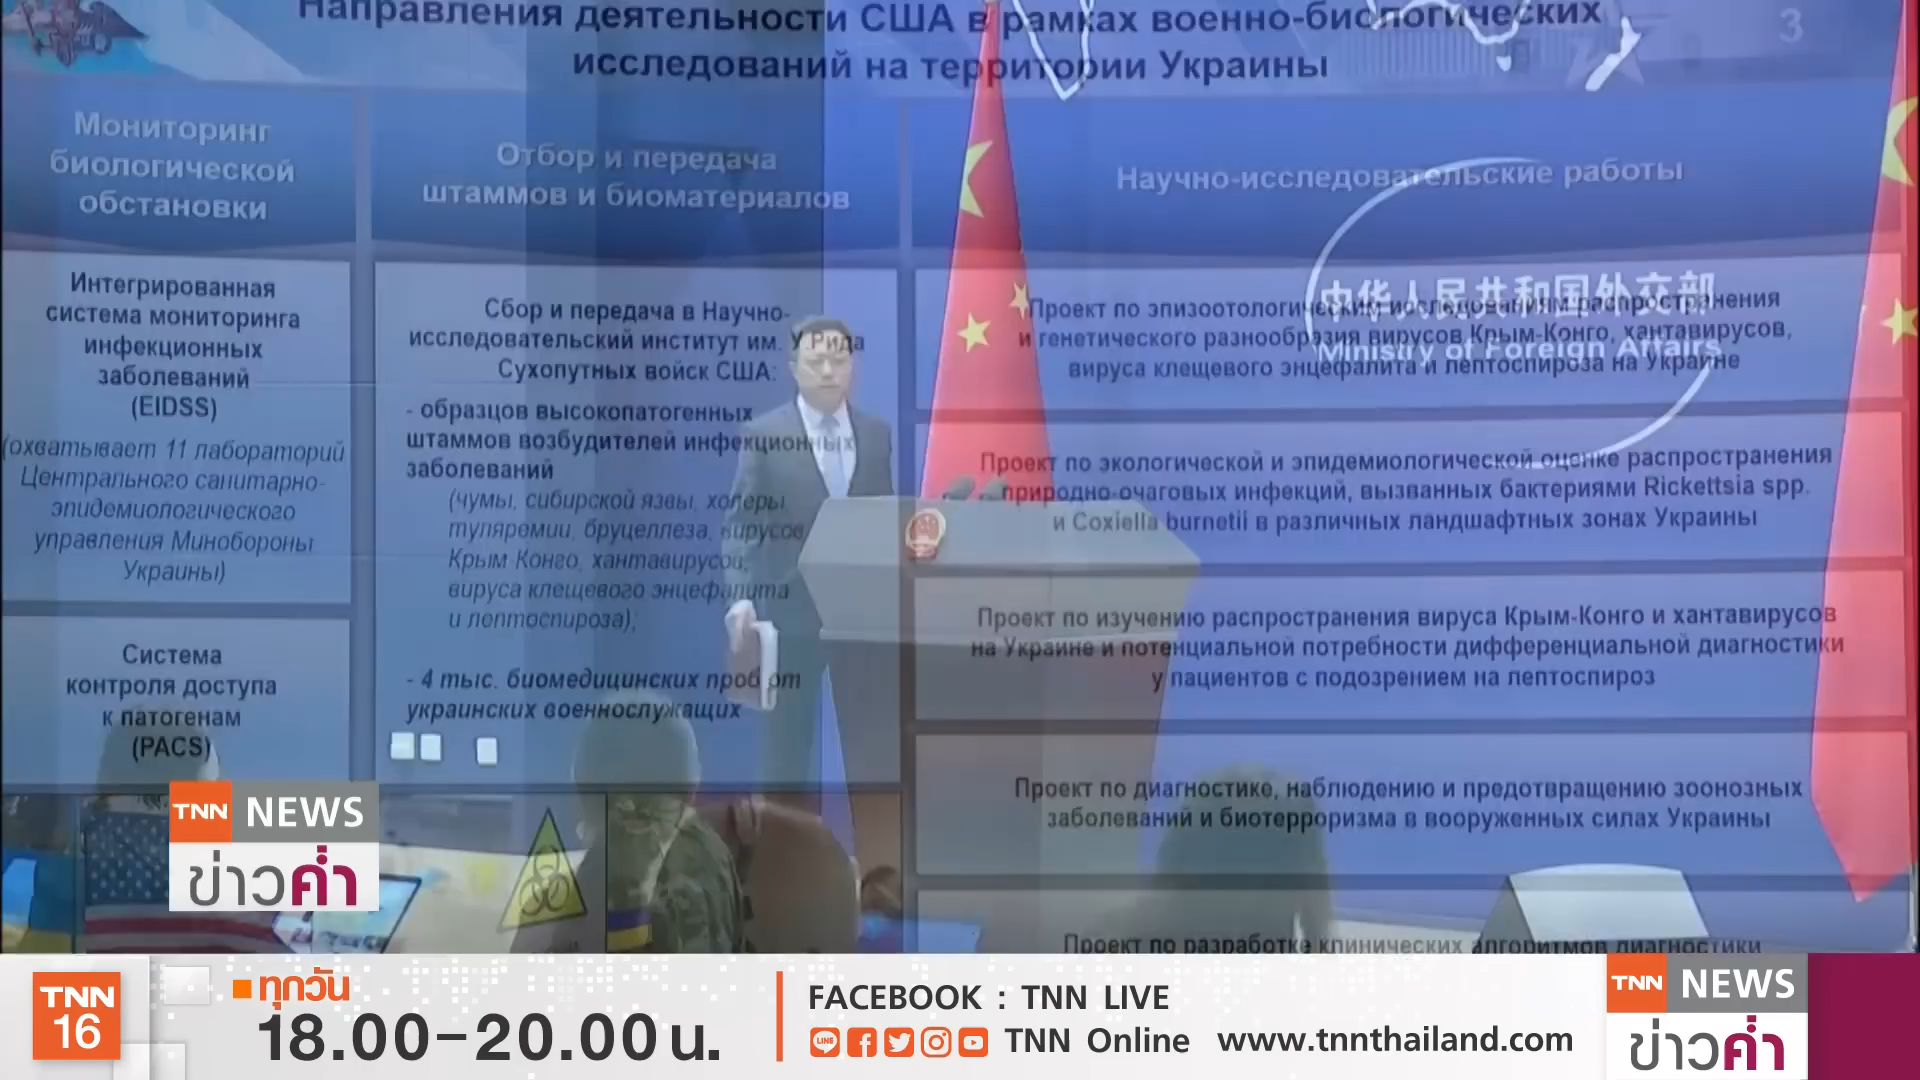 Направления деятельности США в рамках военно-биологических
исследований на территории Украины
3
Мониторинг
биологической
обстановки
Интегрированная
система мониторинга
инфекционных
заболеваний
(EIDSS)
(охватывает 11 лабораторий
Центрального санитарно-
эпидемиологического
управления Минобороны
Украины)
Система
контроля доступа
к патогенам
(PACS)
Отбор и передача
штаммов и биоматериалов
Сбор и передача в Научно-
исследовательский институт им. У.Рида
Сухопутных войск США:
- образцов высокопатогенных
штаммов возбудителей инфекционных
заболеваний
(чумы, сибирской язвы, холеры,
туляремии, бруцеллеза, вирусов
Крым-Конго, хантавирусов,
вируса клещевого энцефалита
и лептоспироза);
- 4 тыс. биомедицинских проб от
украинских военнослужащих
Научно-исследовательские работы
Проект по эпизоотологическим исследованиям распространения
и генетического разнообразия вирусов Крым-Конго, хантавирусов,
вируса клещевого энцефалита и лептоспироза на Украине
Проект по экологической и эпидемиологической оценке распространения
природно-очаговых инфекций, вызванных бактериями Rickettsia spp.
и Coxiella burnetii в различных ландшафтных зонах Украины
Проект по изучению распространения вируса Крым-Конго и хантавирусов
на Украине и потенциальной потребности дифференциальной диагностики
у пациентов с подозрением на лептоспироз
Проект по диагностике, наблюдению и предотвращению зоонозных
заболеваний и биотерроризма в вооруженных силах Украины
Проект по разработке клинических алгоритмов диагностики
中华人民共和国外交部
Ministry of Foreign Affairs
TNN NEWS
ข่าวค่ำ
TNN
16
ทุกวัน
18.00-20.00 น.
FACEBOOK : TNN LIVE
LINE TNN Online www.tnnthailand.com
TNN NEWS
ข่าวค่ำ